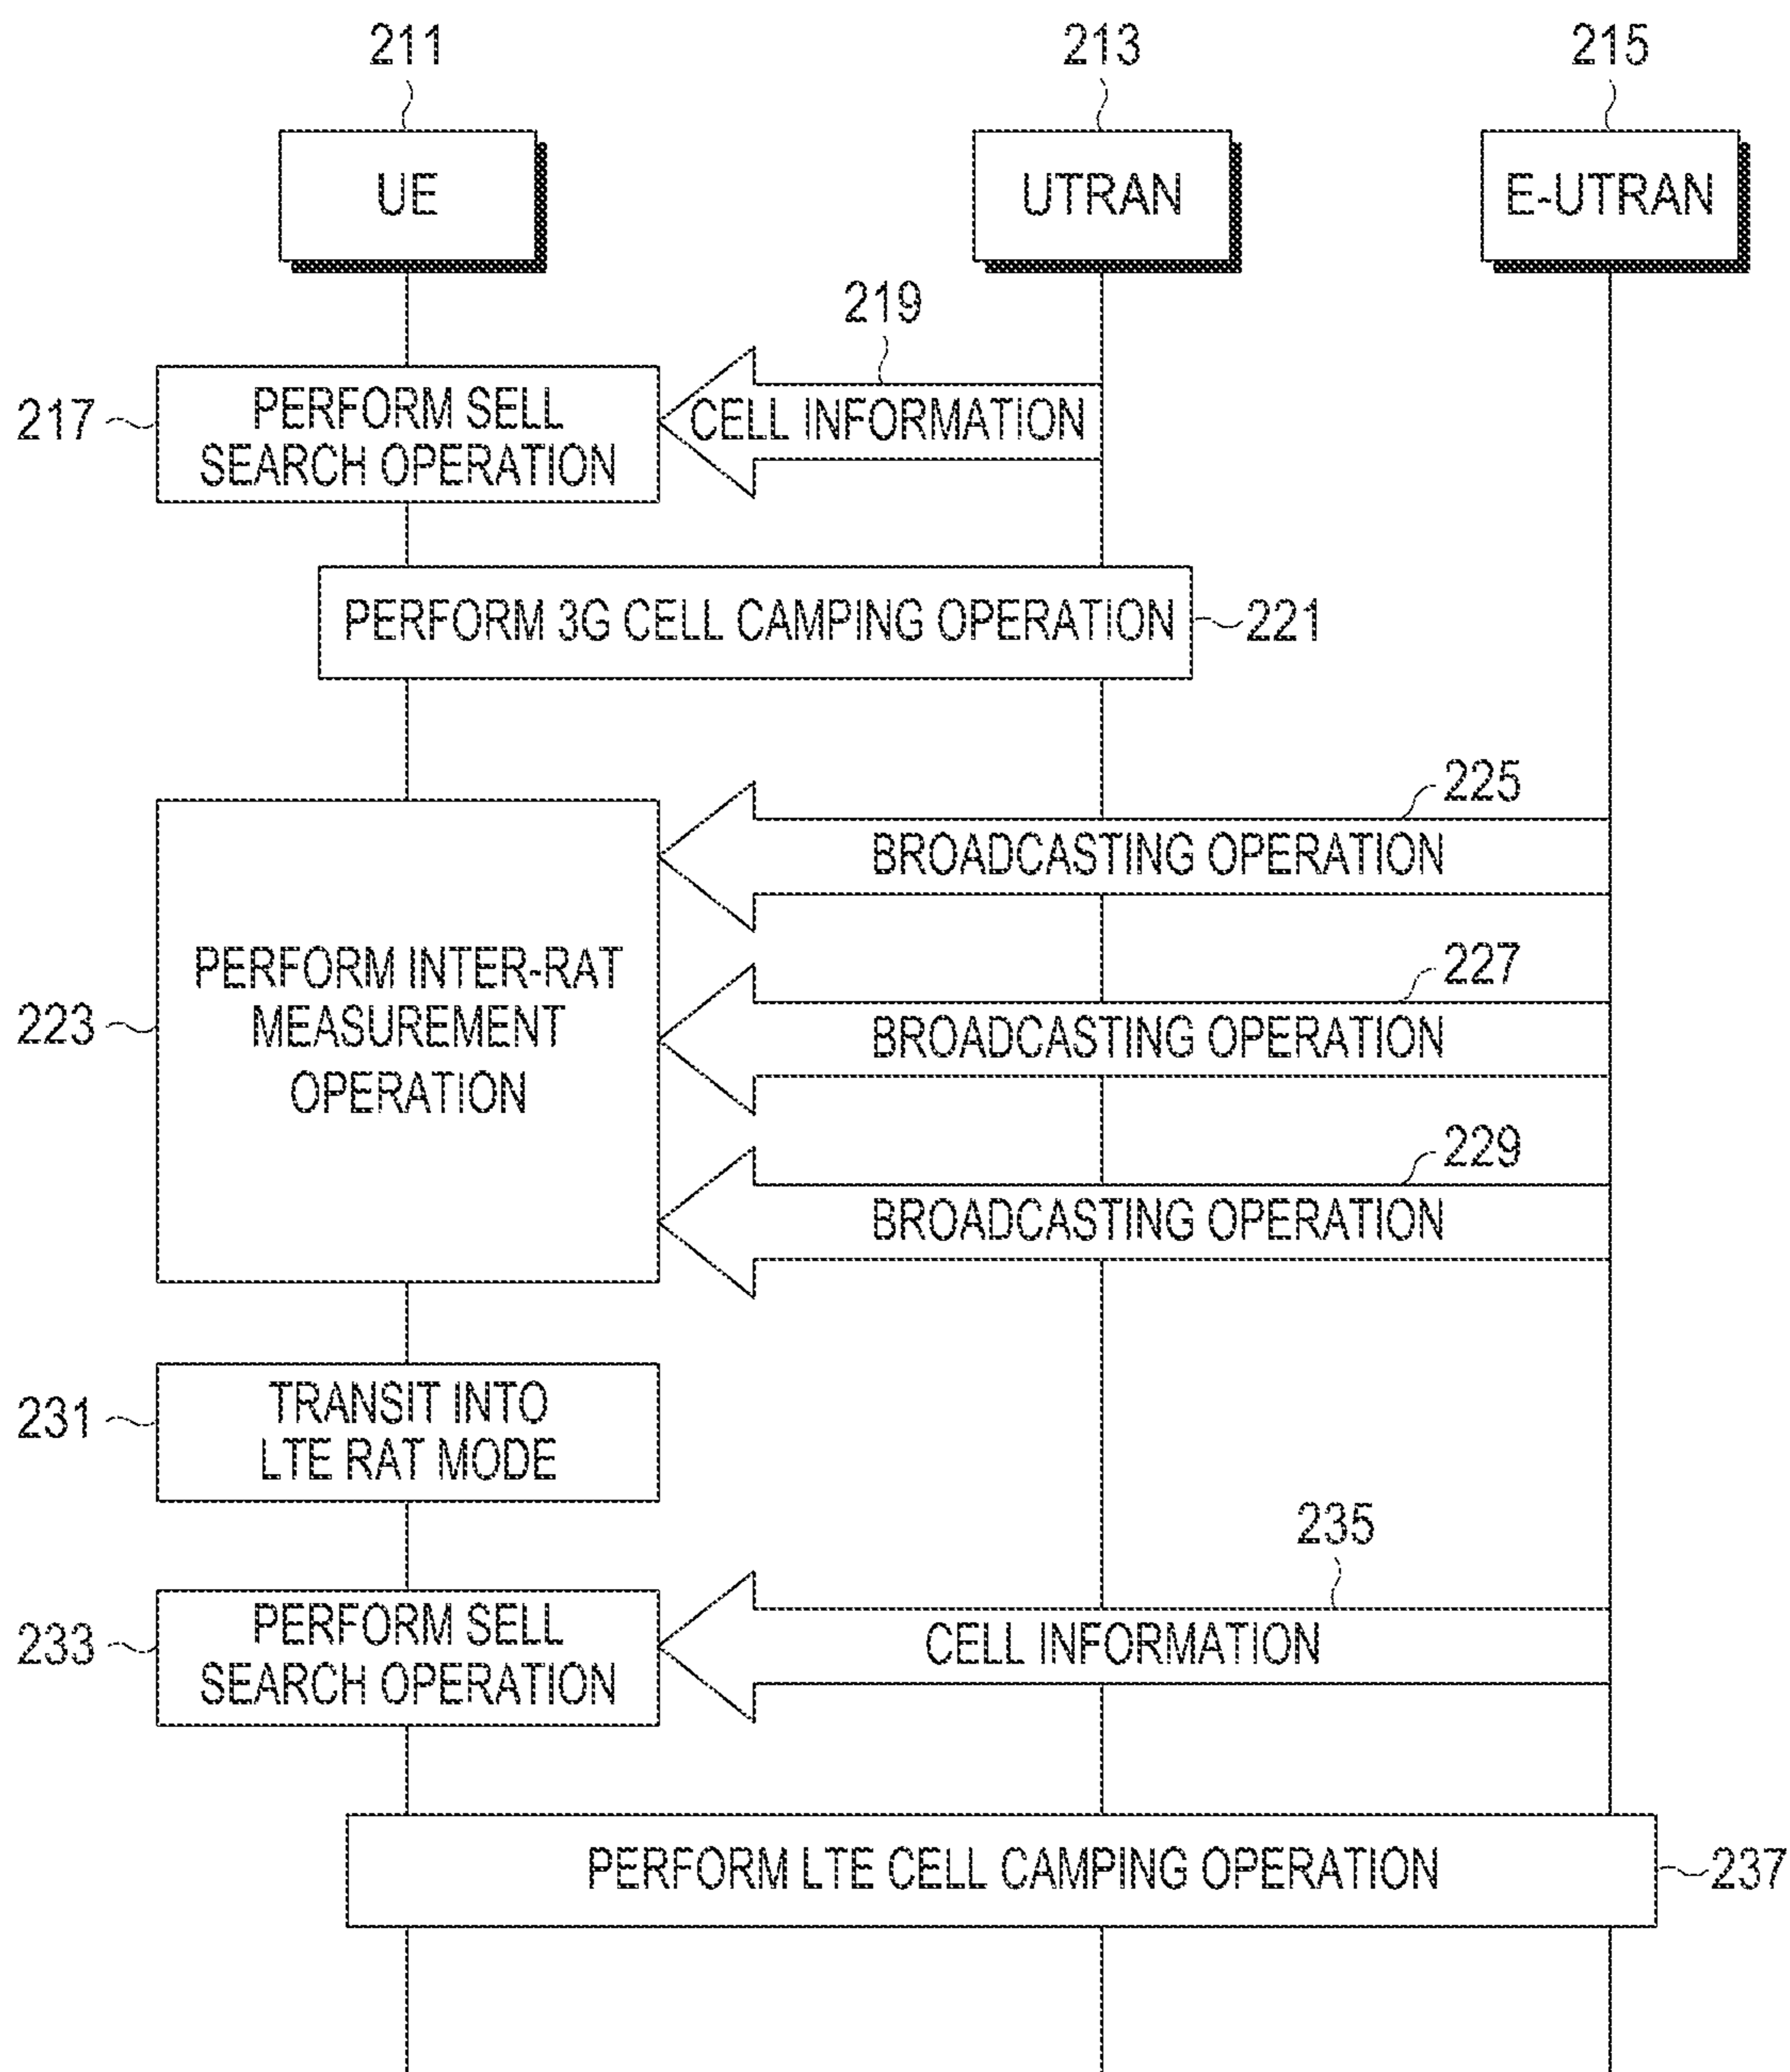 211
213
215
UE
UTRAN
E-UTRAN
219
217
PERFORM SELL
SEARCH OPERATION
CELL INFORMATION
PERFORM 3G CELL CAMPING OPERATION
221
225
BROADCASTING OPERATION
227
223
PERFORM INTER-RAT
MEASUREMENT
OPERATION
BROADCASTING OPERATION
229
BROADCASTING OPERATION
231
TRANSIT INTO
LTE RAT MODE
235
233
PERFORM SELL
SEARCH OPERATION
CELL INFORMATION
PERFORM LTE CELL CAMPING OPERATION
237